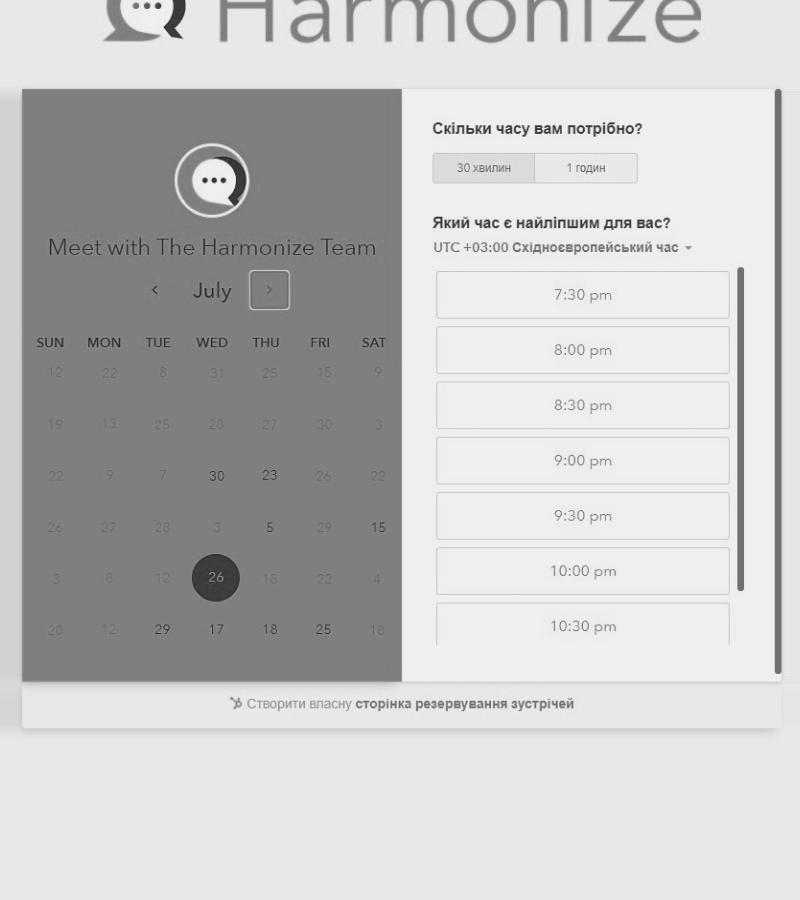 Harmonize
Meet with The Harmonize Team
July
SUN MON TUE WED THU FRI SAT
12 22 8 31 25 15 9
19 13 25 28 27 30 3
22 9 7 30 23 26 22
26 27 28 3 5 29 15
3 8 12 26 18 22 4
20 12 29 17 18 25 18
Скільки часу вам потрібно?
30 хвилин 1 годин
Який час є найліпшим для вас?
UTC +03:00 Східноєвропейський час
7:30 pm
8:00 pm
8:30 pm
9:00 pm
9:30 pm
10:00 pm
10:30 pm
Створити власну сторінка резервування зустрічей